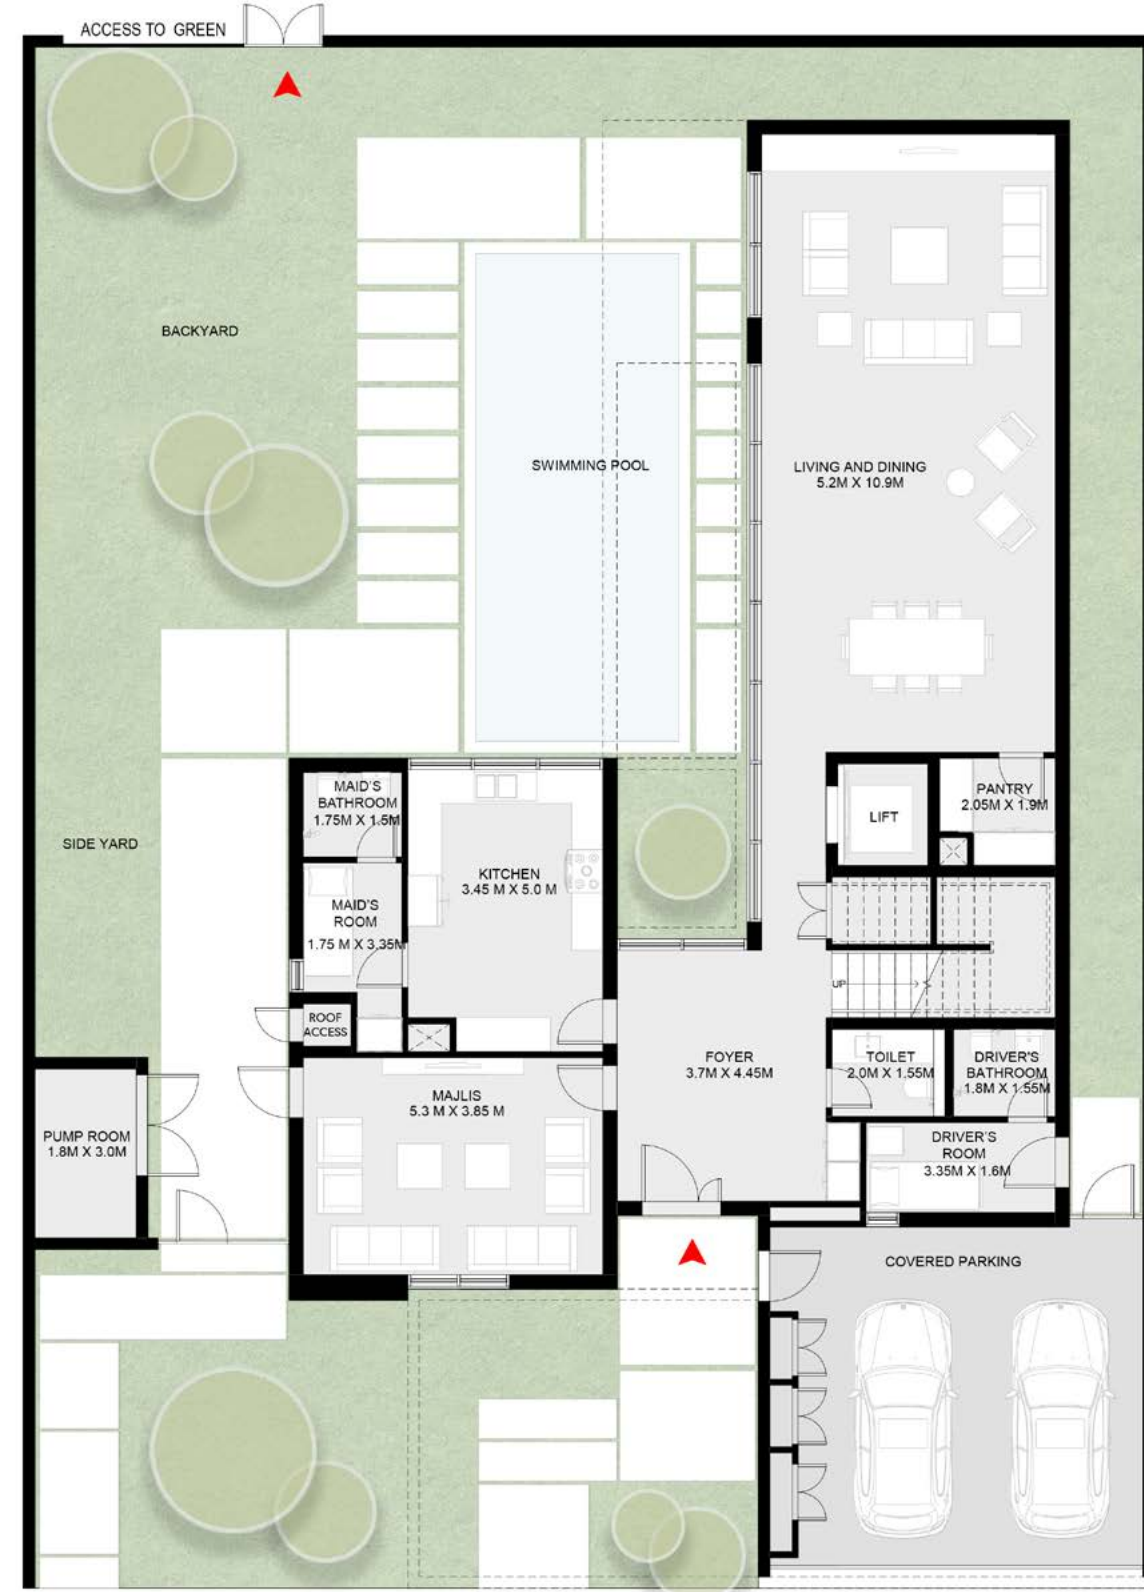 ACCESS TO GREEN
BACKYARD
SWIMMING POOL
LIVING AND DINING
5.2M X 10.9M
MAID'S
BATHROOM
1.75M X 1.5M
PANTRY
2.05M X 1.9M
LIFT
SIDE YARD
KITCHEN
3.45 M X 5.0 M
MAID'S
ROOM
1.75 M X 3.35M
UP
ROOF
ACCESS
FOYER
3.7M X 4.45M
TOILET
2.0M X 1.55M
DRIVER'S
BATHROOM
1.8M X 1.55M
MAJLIS
5.3 M X 3.85 M
PUMP ROOM
1.8M X 3.0M
DRIVER'S
ROOM
3.35M X 1.6M
COVERED PARKING